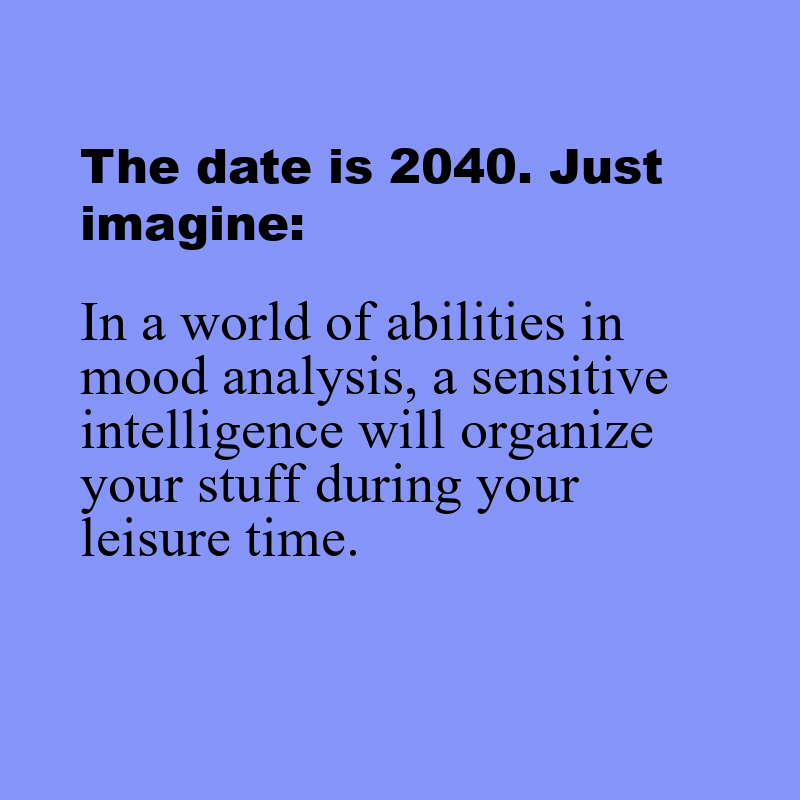 The date is 2040. Just
imagine:
In a world of abilities in
mood analysis, a sensitive
intelligence will organize
your stuff during your
leisure time.